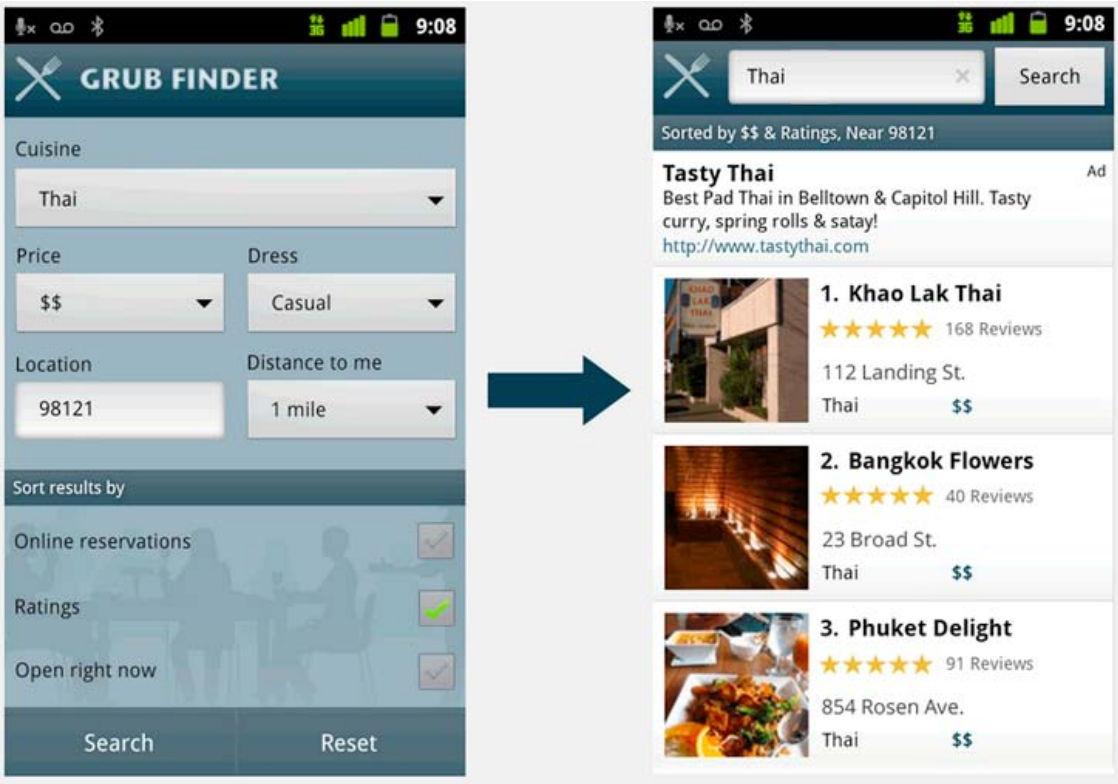 9:08
GRUB FINDER
Cuisine
Thai
Price
Dress
$$
Casual
Location
Distance to me
98121
1 mile
Sort results by
Online reservations
Ratings
Open right now
Search
Reset
3G
9:08
Thai
Search
Sorted by $$ & Ratings, Near 98121
Tasty Thai
Ad
Best Pad Thai in Belltown & Capitol Hill. Tasty
curry, spring rolls & satay!
http://www.tastythai.com
KHAO
LAK
THAI
1. Khao Lak Thai
168 Reviews
112 Landing St.
Thai $$
2. Bangkok Flowers
40 Reviews
23 Broad St.
Thai $$
3. Phuket Delight
91 Reviews
854 Rosen Ave.
Thai $$